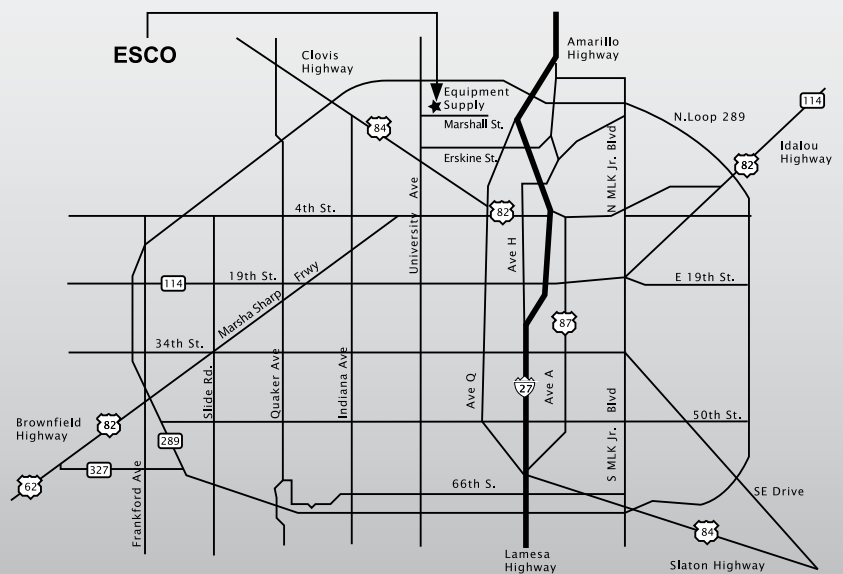 ESCO
Clovis
Highway
Amarillo
Highway
Equipment
Supply
Marshall St.
114
N.Loop 289
84
Idalou
Highway
Erskine St.
82
N MLK Jr. Blvd
University Ave
4th St.
82
Ave H
19th St.
114
Marsha Sharp Frwy
E 19th St.
87
34th St.
Slide Rd.
Quaker Ave
Indiana Ave
Ave Q
27
Ave A
S MLK Jr. Blvd
50th St.
Brownfield
Highway
82
289
327
62
Frankford Ave
66th S.
SE Drive
84
Lamesa
Highway
Slaton Highway